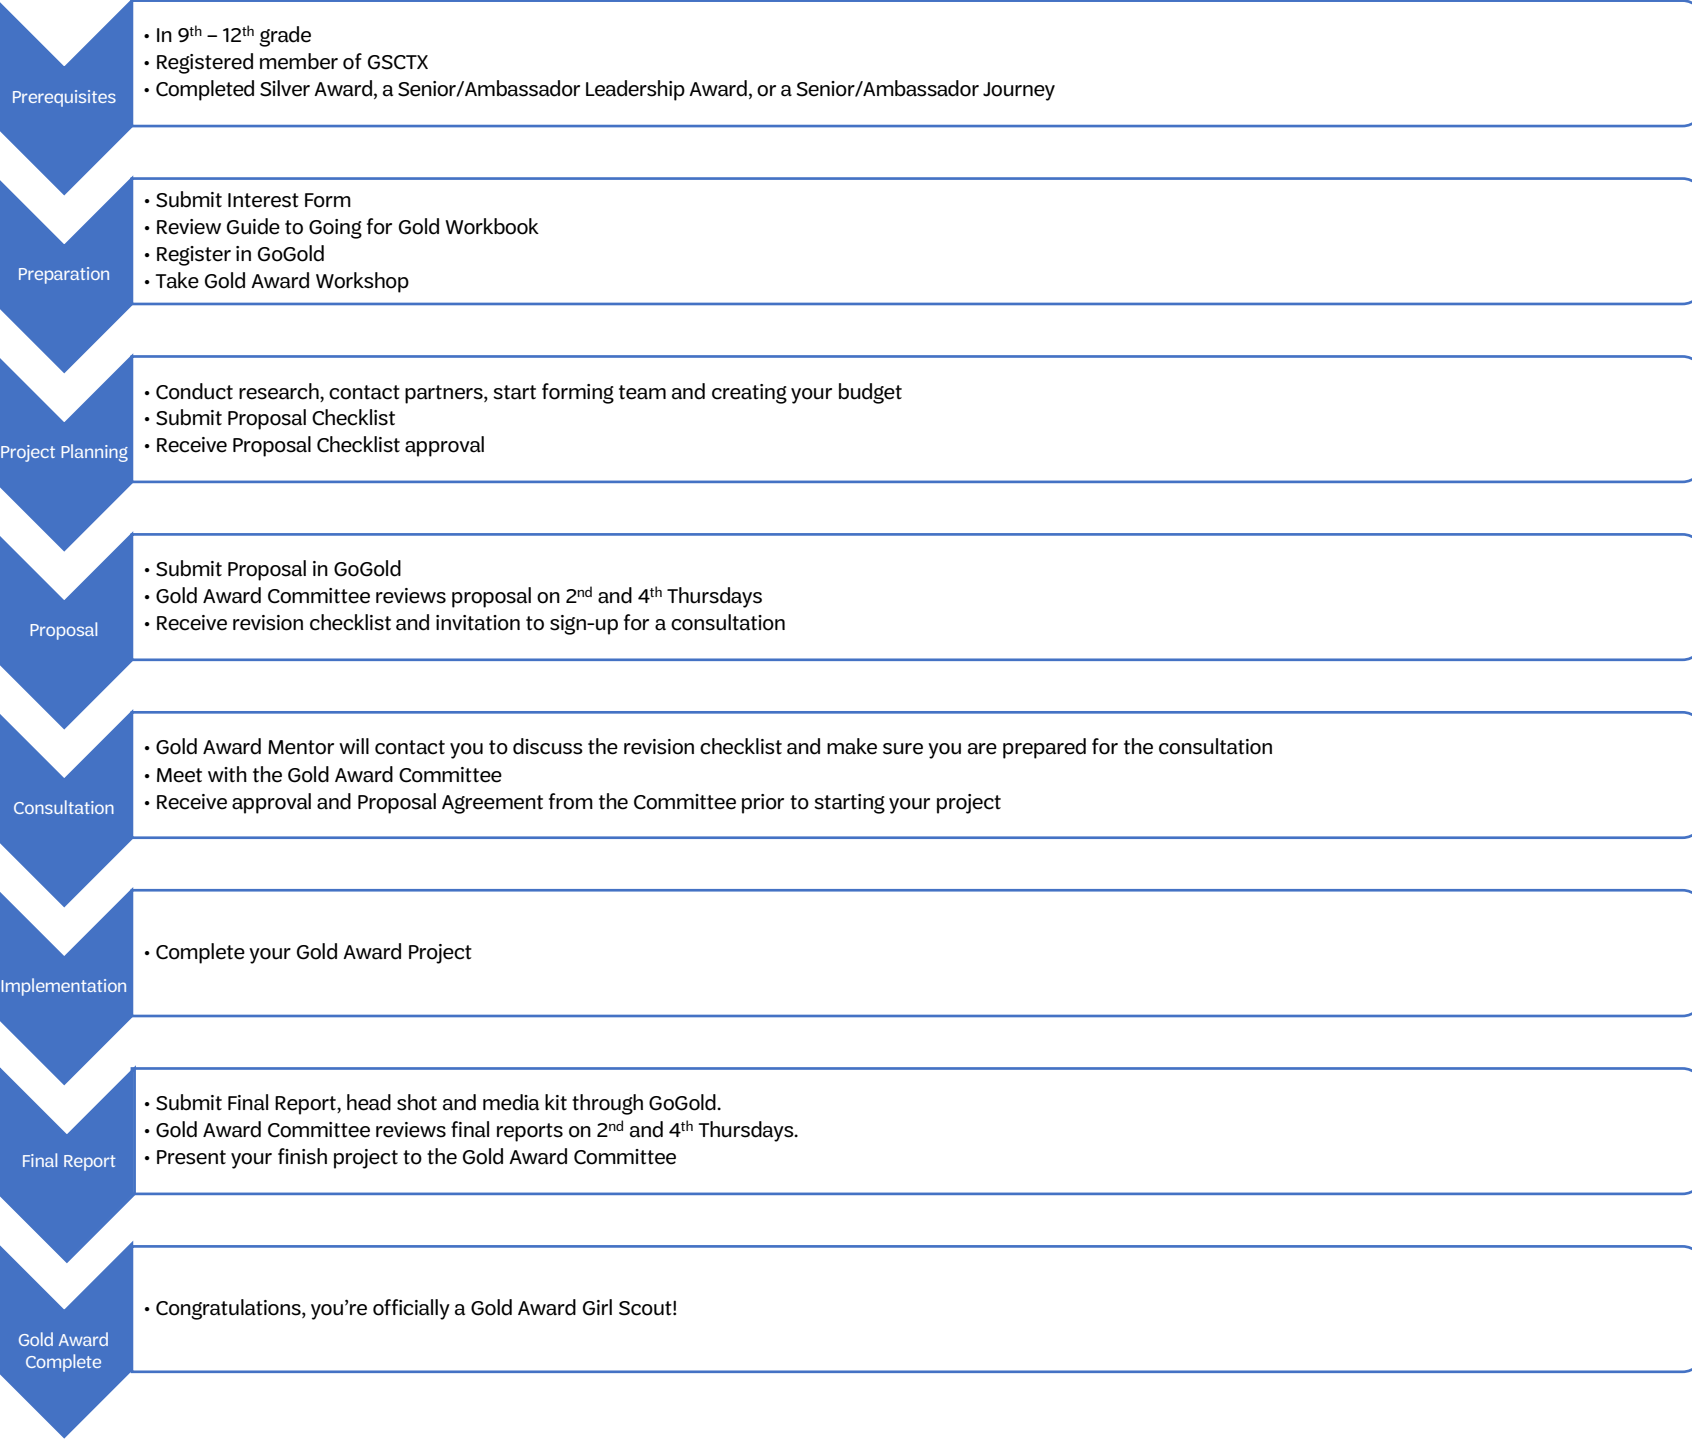 Prerequisites
• In 9th – 12th grade
• Registered member of GSCTX
• Completed Silver Award, a Senior/Ambassador Leadership Award, or a Senior/Ambassador Journey
Preparation
• Submit Interest Form
• Review Guide to Going for Gold Workbook
• Register in GoGold
• Take Gold Award Workshop
Project Planning
• Conduct research, contact partners, start forming team and creating your budget
• Submit Proposal Checklist
• Receive Proposal Checklist approval
Proposal
• Submit Proposal in GoGold
• Gold Award Committee reviews proposal on 2nd and 4th Thursdays
• Receive revision checklist and invitation to sign-up for a consultation
Consultation
• Gold Award Mentor will contact you to discuss the revision checklist and make sure you are prepared for the consultation
• Meet with the Gold Award Committee
• Receive approval and Proposal Agreement from the Committee prior to starting your project
Implementation
• Complete your Gold Award Project
Final Report
• Submit Final Report, head shot and media kit through GoGold.
• Gold Award Committee reviews final reports on 2nd and 4th Thursdays.
• Present your finish project to the Gold Award Committee
Gold Award
Complete
• Congratulations, you’re officially a Gold Award Girl Scout!